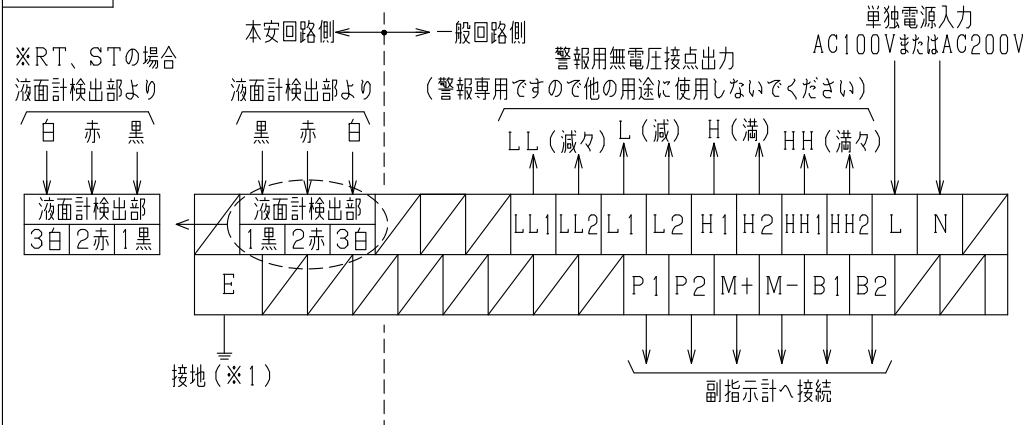 単独電源入力
本安回路側 一般回路側
AC100VまたはAC200V
※RT、STの場合
警報用無電圧接点出力
液面計検出部より 液面計検出部より (警報専用ですので他の用途に使用しないでください)
白 赤 黒 黒 赤 白 LL(減々) L(減) H(満) HH(満々)
液面計検出部 液面計検出部 LL1 LL2 L1 L2 H1 H2 HH1 HH2 L N
3白 2赤 1黒 1黒 2赤 3白
E P1 P2 M+ M- B1 B2
接地(※1)
副指示計へ接続